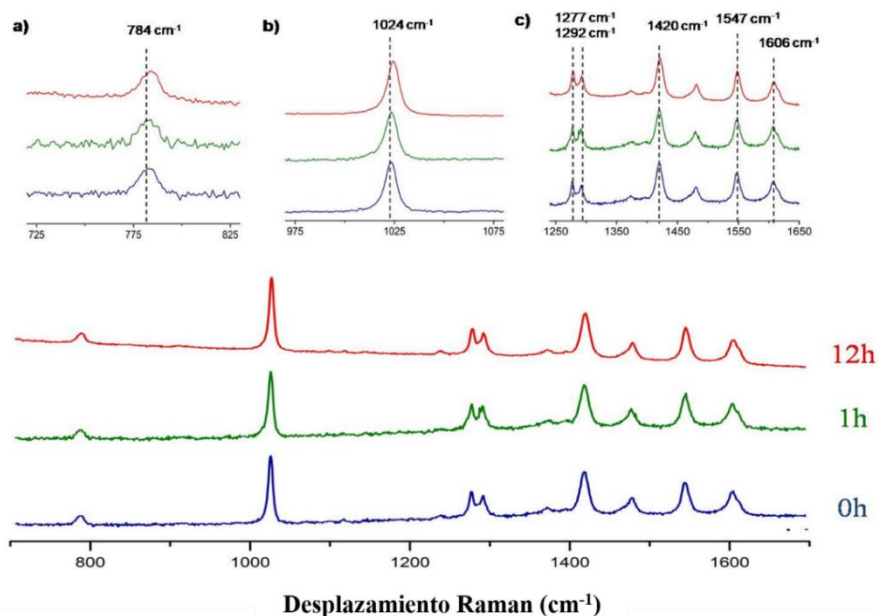 a)
784 cm-1
725
775
825
b)
1024 cm-1
975
1025
1075
c)
1277 cm-1
1292 cm-1
1420 cm-1
1547 cm-1
1606 cm-1
1250
1350
1450
1550
1650
12h
1h
0h
800
1000
1200
1400
1600
Desplazamiento Raman (cm-1)